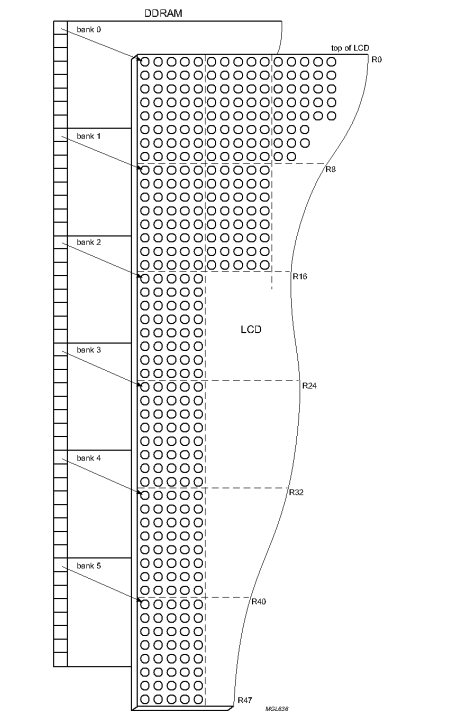 DDRAM
bank 0
top of LCD
R0
bank 1
R8
bank 2
R16
LCD
bank 3
R24
bank 4
R32
bank 5
R40
R47
MGL636